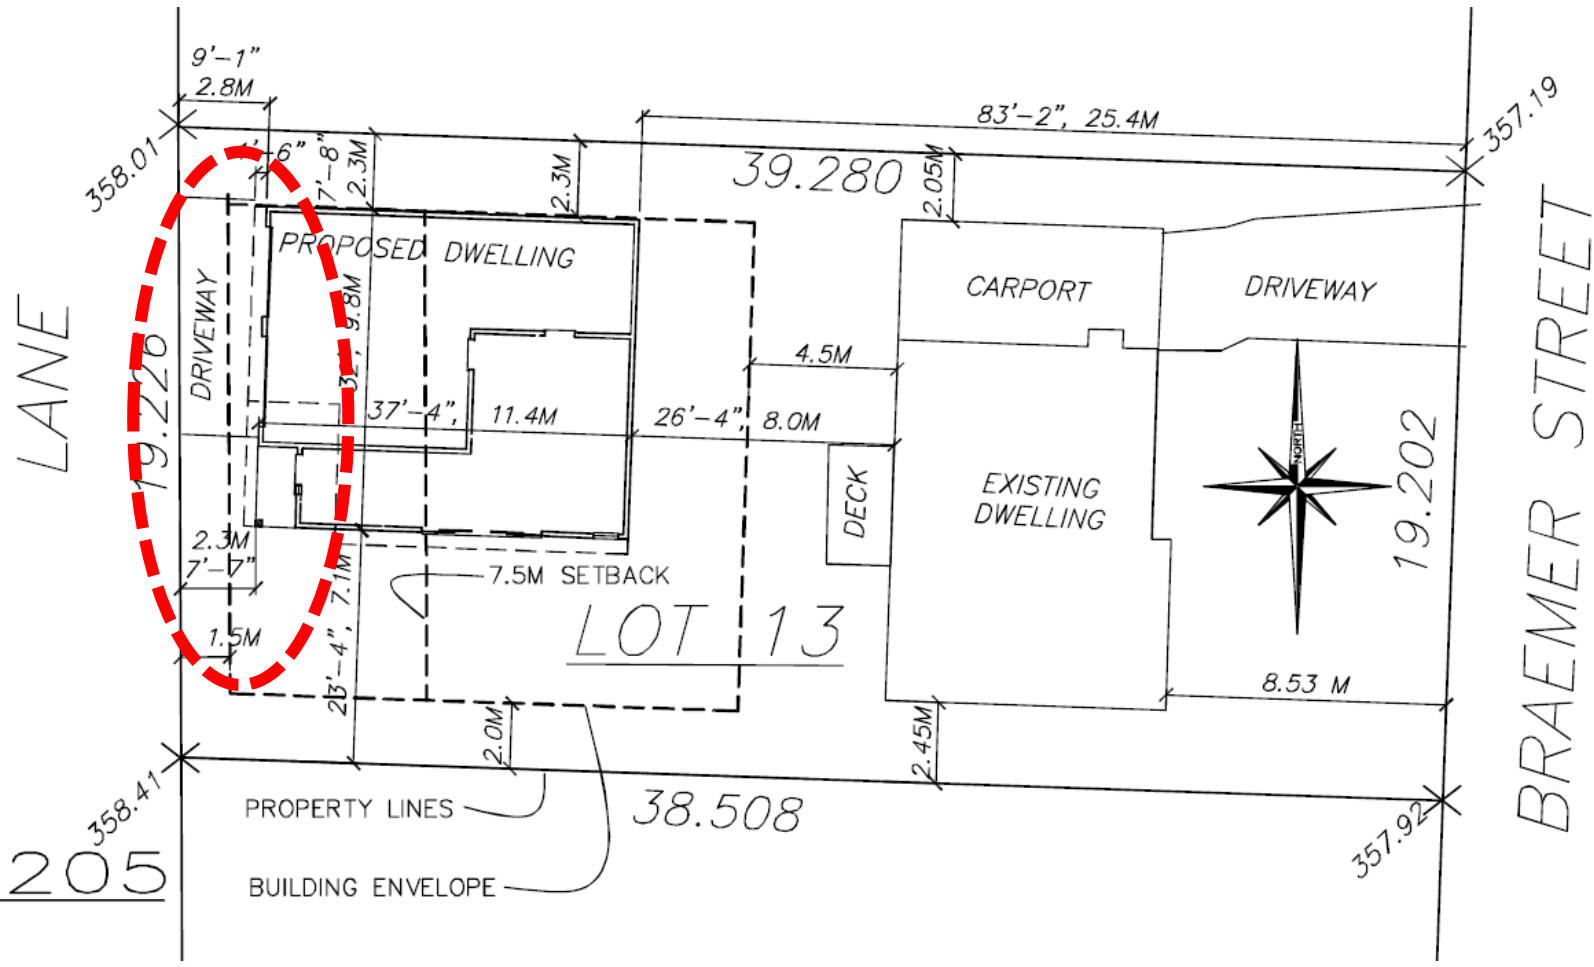 9'-1"
2.8M
83'-2", 25.4M
357.19
358.01
1'-6"
7'-8"
2.3M
2.3M
39.280
2.05M
PROPOSED DWELLING
CARPORT
DRIVEWAY
DRIVEWAY
LANE
19.226
9.8M
4.5M
37'-4", 11.4M
26'-4", 8.0M
NORTH
DECK
EXISTING
DWELLING
19.202
BRAEMER STREET
2.3M
7'-7"
7.5M SETBACK
23'-4", 7.1M
1.5M
LOT 13
8.53 M
2.0M
2.45M
PROPERTY LINES
38.508
358.41
357.92
205
BUILDING ENVELOPE